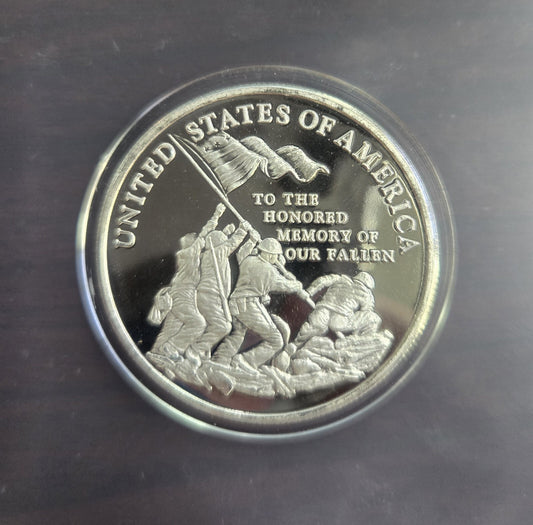 UNITED STATES OF AMERICA
TO THE
HONORED
MEMORY OF
OUR FALLEN